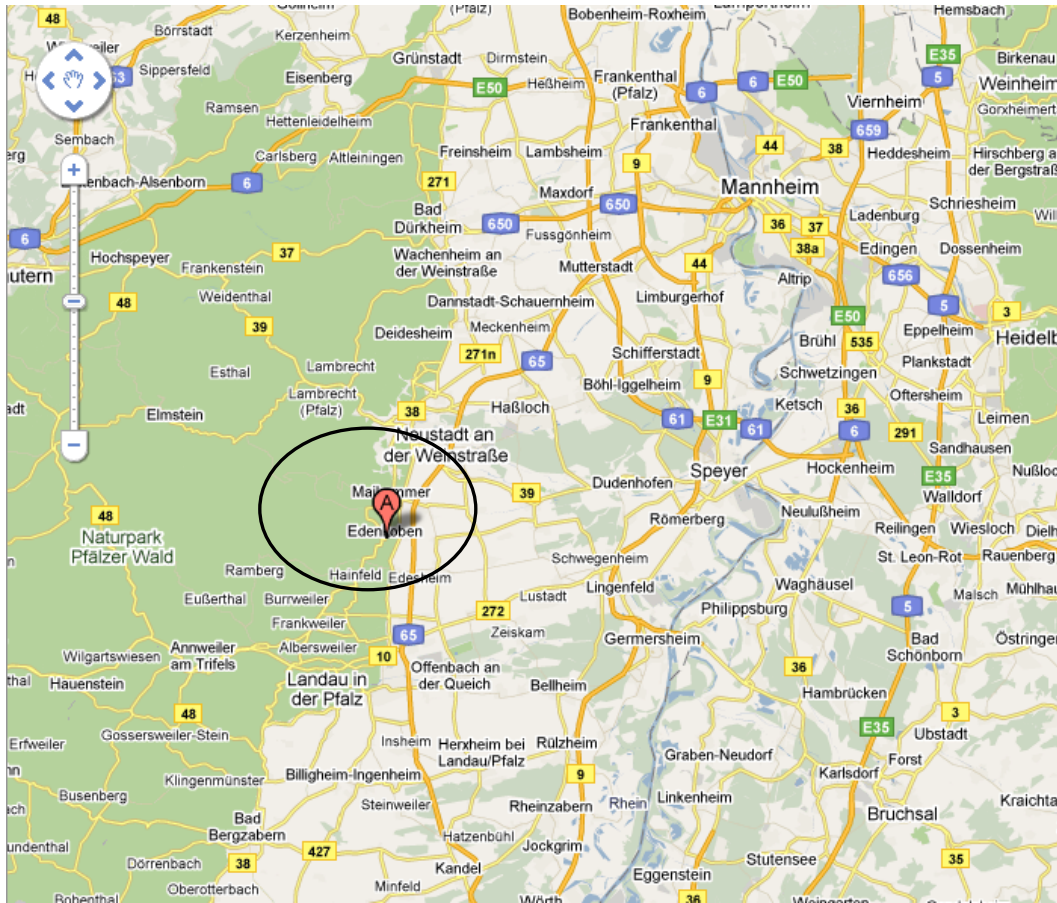 48
Börrstadt
(Pfalz)
Bobenheim-Roxheim
Hemsbach
Kerzenheim
Grünstadt
Dirmstein
E35
Birkenau
63
Sippersfeld
Eisenberg
E50
Heßheim
Frankenthal
(Pfalz)
6
6
E50
5
Weinheim
Ramsen
Viernheim
Gorxheimert
Sembach
Hettenleidelheim
Frankenthal
659
Carlsberg
Altleiningen
Freinsheim
Lambsheim
9
44
38
Heddesheim
Hirschberg a
der Bergstraß
+
tenbach-Alsenborn
6
271
Maxdorf
650
Mannheim
Schriesheim
Bad
Dürkheim
650
Fussgönheim
36
37
Ladenburg
6
Hochspeyer
37
Wachenheim an
der Weinstraße
Mutterstadt
44
38a
Edingen
Dossenheim
autern
Frankenstein
Altrip
656
48
Weidenthal
Dannstadt-Schauernheim
Limburgerhof
5
−
39
Deidesheim
Meckenheim
E50
3
Eppelheim
Heidelb
271n
65
Schifferstadt
Brühl
535
Plankstadt
Esthal
Lambrecht
Böhl-Iggelheim
9
Schwetzingen
Oftersheim
Lambrecht
(Pfalz)
38
Haßloch
61
E31
61
Ketsch
36
Leimen
Elmstein
6
291
Neustadt an
der Weinstraße
Sandhausen
−
Speyer
Hockenheim
E35
Nußloc
39
Dudenhofen
Walldorf
A
48
Römerberg
Neulußheim
Reilingen
Wiesloch
Dielh
Naturpark
Pfälzer Wald
Edenkoben
Schwegenheim
St. Leon-Rot
Rauenberg
Ramberg
Hainfeld
Edesheim
Lingenfeld
Waghäusel
Malsch
Mühlhau
Eußerthal
Burrweiler
272
Lustadt
Philippsburg
5
Frankweiler
65
Zeiskam
Germersheim
Bad
Schönborn
Östringen
Wilgartswiesen
Annweiler
am Trifels
Albersweiler
10
Offenbach an
der Queich
36
thal
Hauenstein
Landau in
der Pfalz
Bellheim
Hambrücken
48
3
Gossersweiler-Stein
Insheim
Herxheim bei
Landau/Pfalz
Rülzheim
E35
Ubstadt
Erfweiler
Graben-Neudorf
Forst
Klingenmünster
Billigheim-Ingenheim
9
Karlsdorf
Busenberg
Steinweiler
Rheinzabern
Rhein
Linkenheim
Bruchsal
Kraichta
Bad
Bergzabern
Hatzenbühl
Jockgrim
undenthal
427
Dörrenbach
38
Kandel
Stutensee
35
Oberotterbach
Minfeld
Eggenstein
Bobenthal
Wörth
36
Weingarten